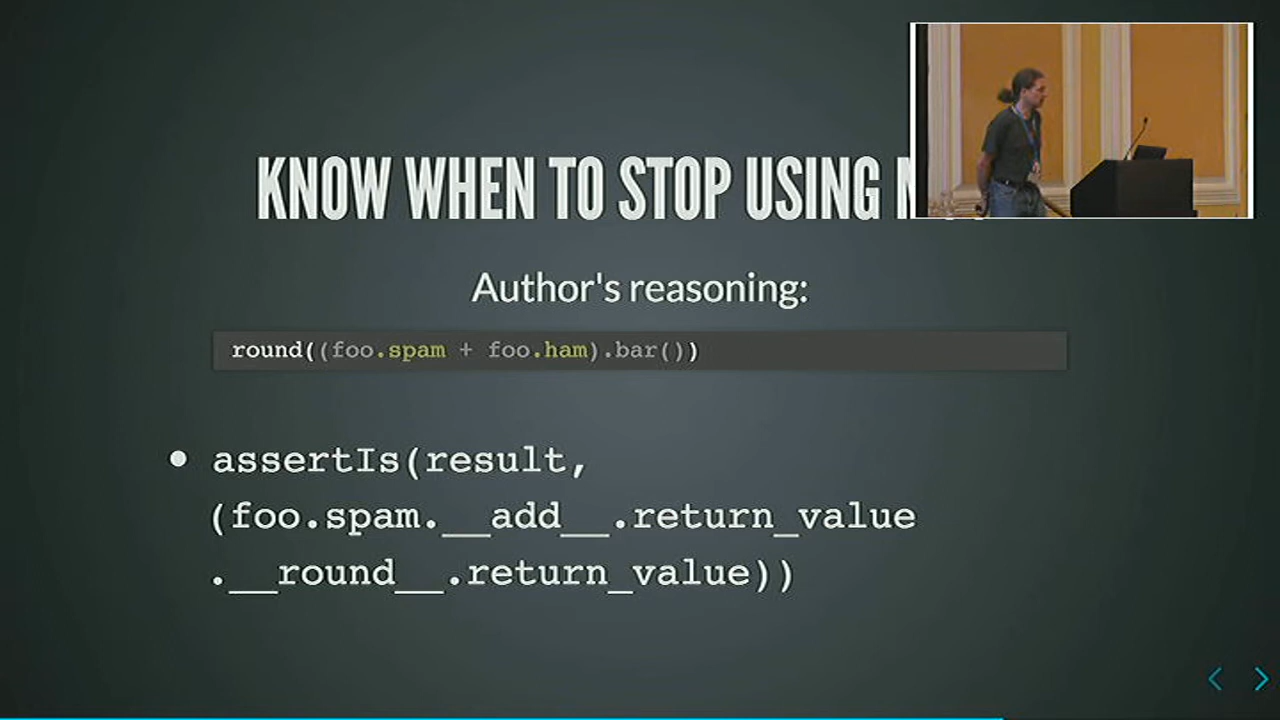 KNOW WHEN TO STOP USING
Author's reasoning:
round((foo.spam + foo.ham).bar())
• assertIs(result,
(foo.spam.__add__.return_value
.__round__.return_value))